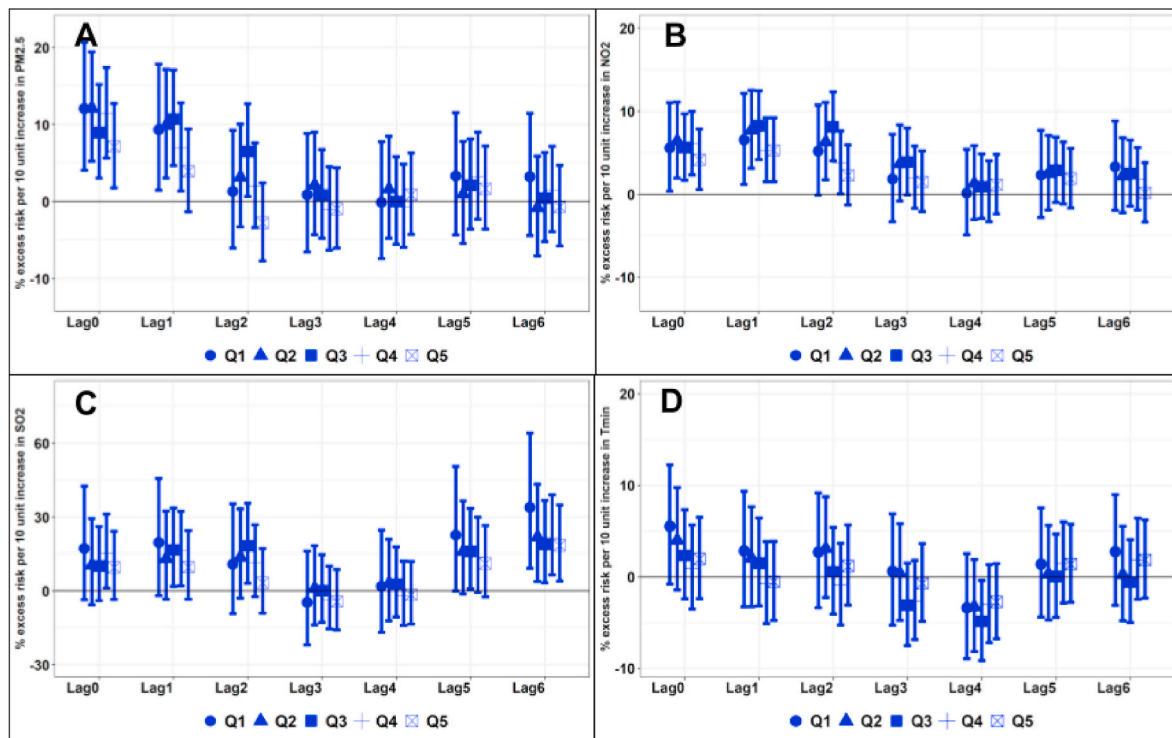 A
% excess risk per 10 unit increase in PM2.5
20
10
0
-10
Lag0 Lag1 Lag2 Lag3 Lag4 Lag5 Lag6
Q1 Q2 Q3 Q4 Q5
B
% excess risk per 10 unit increase in NO2
20
10
0
-10
Lag0 Lag1 Lag2 Lag3 Lag4 Lag5 Lag6
Q1 Q2 Q3 Q4 Q5
C
% excess risk per 10 unit increase in SO2
60
30
0
-30
Lag0 Lag1 Lag2 Lag3 Lag4 Lag5 Lag6
Q1 Q2 Q3 Q4 Q5
D
% excess risk per 10 unit increase in Tmin
20
10
0
-10
Lag0 Lag1 Lag2 Lag3 Lag4 Lag5 Lag6
Q1 Q2 Q3 Q4 Q5